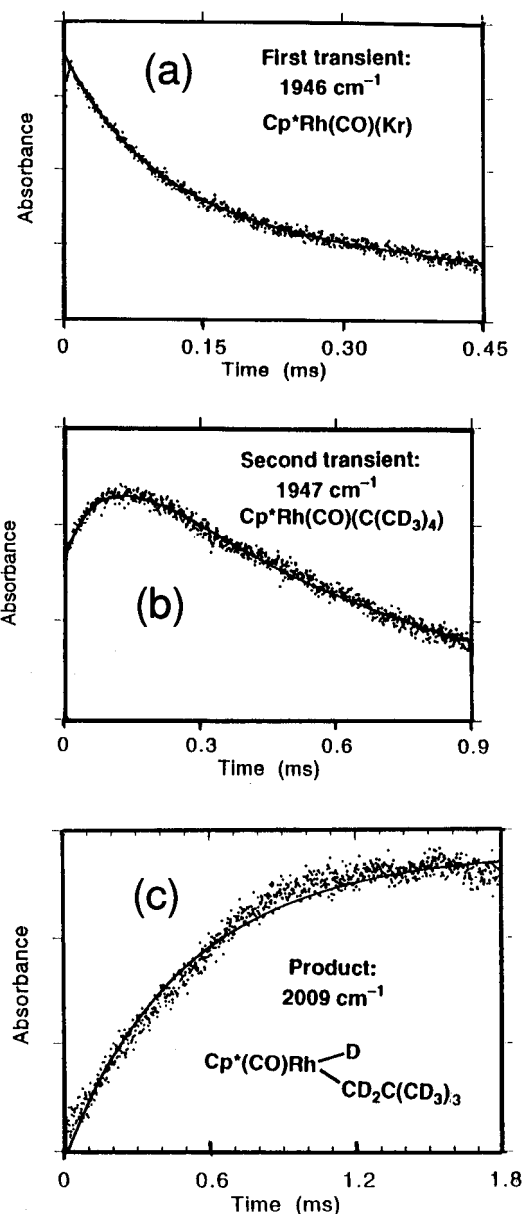 (a)
First transient:
1946 cm⁻¹
Cp*Rh(CO)(Kr)
Absorbance
0 0.15 0.30 0.45
Time (ms)
Second transient:
1947 cm⁻¹
Cp*Rh(CO)(C(CD₃)₄)
(b)
Absorbance
0 0.3 0.6 0.9
Time (ms)
(c)
Product:
2009 cm⁻¹
D
Cp*(CO)Rh
CD₂C(CD₃)₃
Absorbance
0 0.6 1.2 1.8
Time (ms)